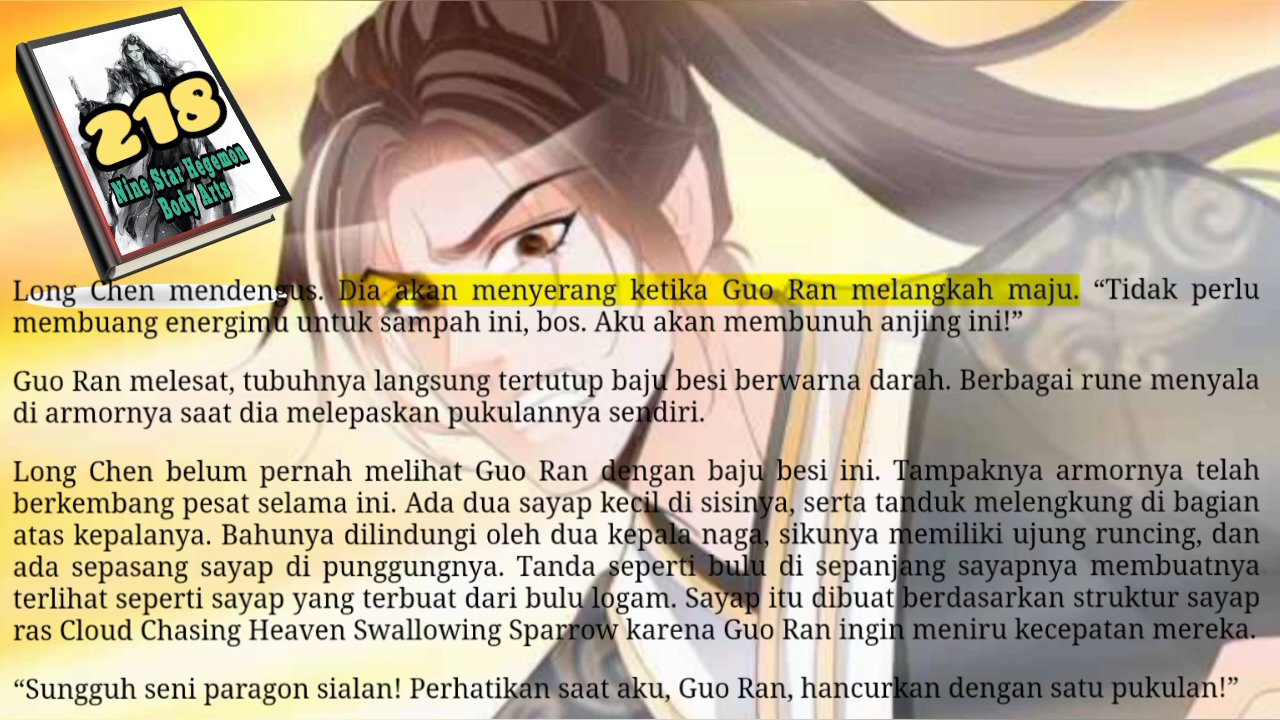 218
Nine Star Hegemon
Body Arts
Long Chen mendengus. Dia akan menyerang ketika Guo Ran melangkah maju. “Tidak perlu
membuang energimu untuk sampah ini, bos. Aku akan membunuh anjing ini!”
Guo Ran melesat, tubuhnya langsung tertutup baju besi berwarna darah. Berbagai rune menyala
di armornya saat dia melepaskan pukulannya sendiri.
Long Chen belum pernah melihat Guo Ran dengan baju besi ini. Tampaknya armornya telah
berkembang pesat selama ini. Ada dua sayap kecil di sisinya, serta tanduk melengkung di bagian
atas kepalanya. Bahunya dilindungi oleh dua kepala naga, sikunya memiliki ujung runcing, dan
ada sepasang sayap di punggungnya. Tanda seperti bulu di sepanjang sayapnya membuatnya
terlihat seperti sayap yang terbuat dari bulu logam. Sayap itu dibuat berdasarkan struktur sayap
ras Cloud Chasing Heaven Swallowing Sparrow karena Guo Ran ingin meniru kecepatan mereka.
“Sungguh seni paragon sialan! Perhatikan saat aku, Guo Ran, hancurkan dengan satu pukulan!”